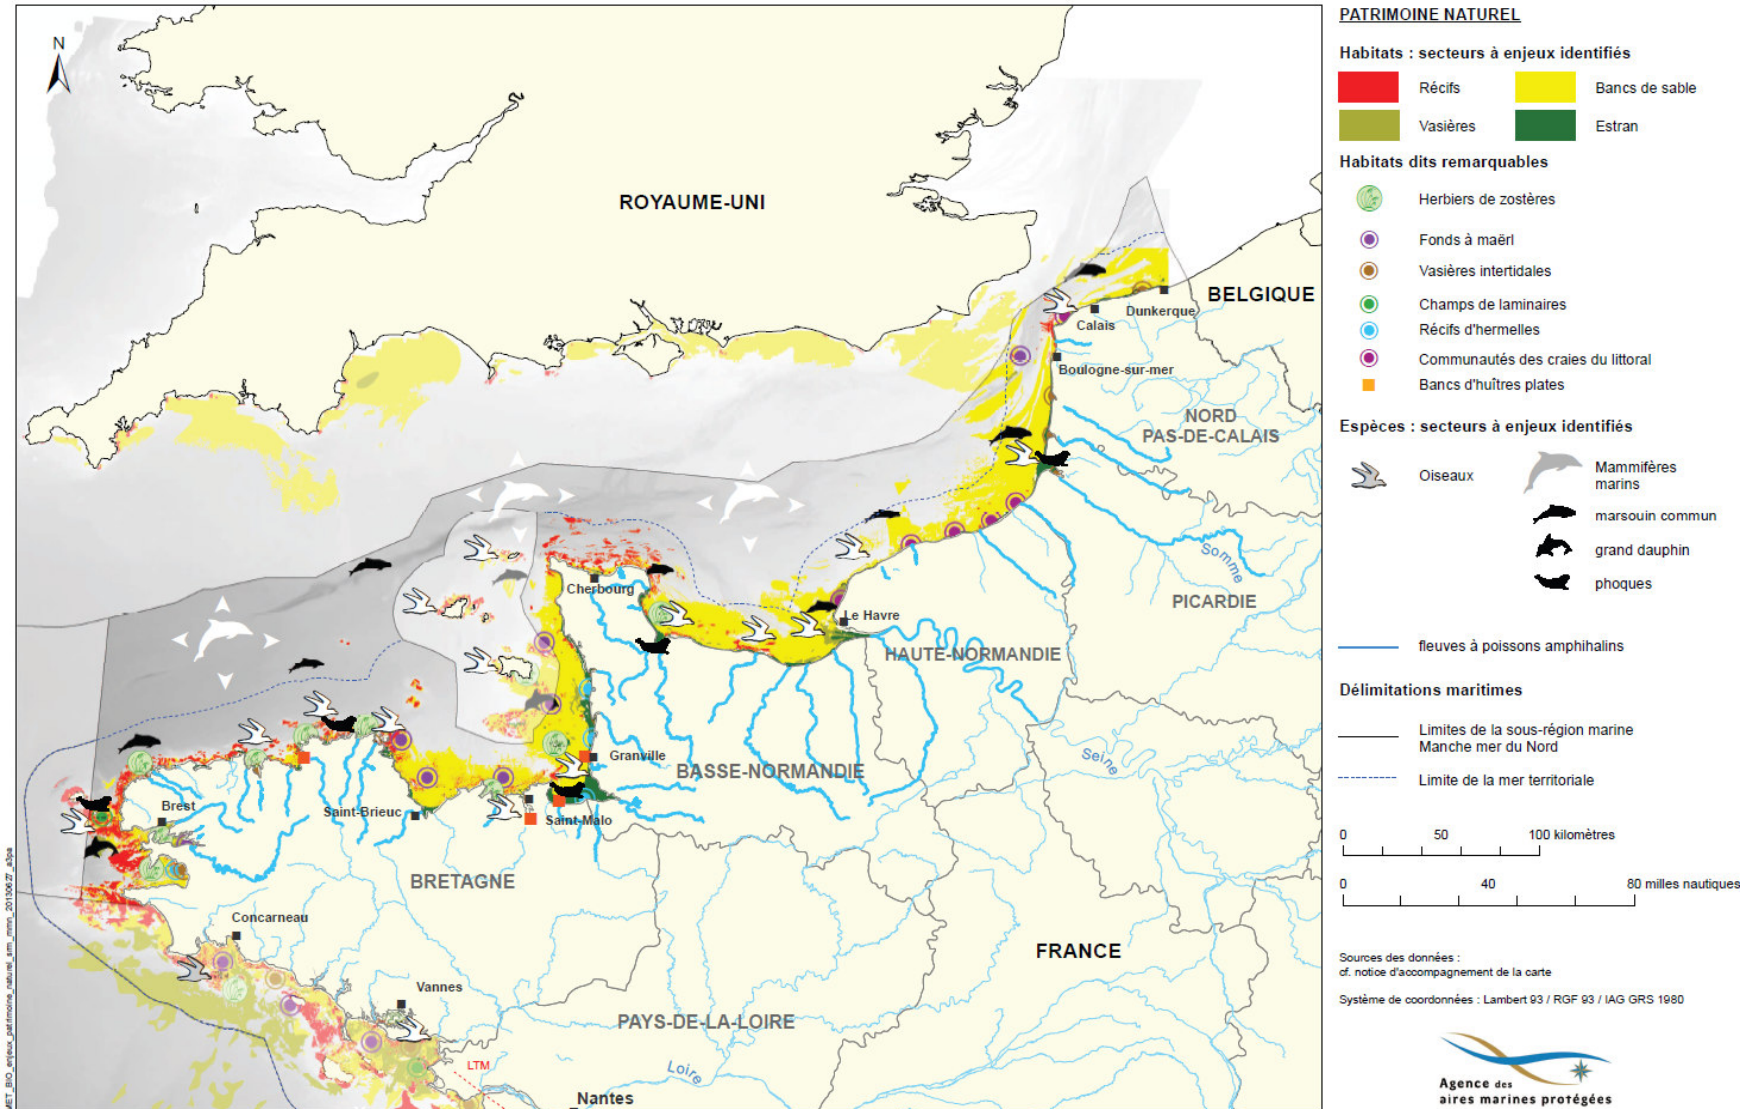 N
ROYAUME-UNI
BELGIQUE
Dunkerque
Calais
Boulogne-sur-mer
NORD
PAS-DE-CALAIS
Somme
PICARDIE
Cherbourg
Le Havre
HAUTE-NORMANDIE
Granville
BASSE-NORMANDIE
Seine
Brest
Saint-Brieuc
Saint-Malo
BRETAGNE
Concarneau
FRANCE
Vannes
PAYS-DE-LA-LOIRE
LTM
Loire
Nantes
PATRIMOINE NATUREL
Habitats : secteurs à enjeux identifiés
Récifs
Bancs de sable
Vasières
Estran
Habitats dits remarquables
Herbiers de zostères
Fonds à maërl
Vasières intertidales
Champs de laminaires
Récifs d'hermelles
Communautés des craies du littoral
Bancs d'huîtres plates
Espèces : secteurs à enjeux identifiés
Oiseaux
Mammifères
marins
marsouin commun
grand dauphin
phoques
fleuves à poissons amphihalins
Délimitations maritimes
Limites de la sous-région marine
Manche mer du Nord
Limite de la mer territoriale
0 50 100 kilomètres
0 40 80 milles nautiques
Sources des données :
cf. notice d'accompagnement de la carte
Système de coordonnées : Lambert 93 / RGF 93 / IAG GRS 1980
Agence des
aires marines protégées